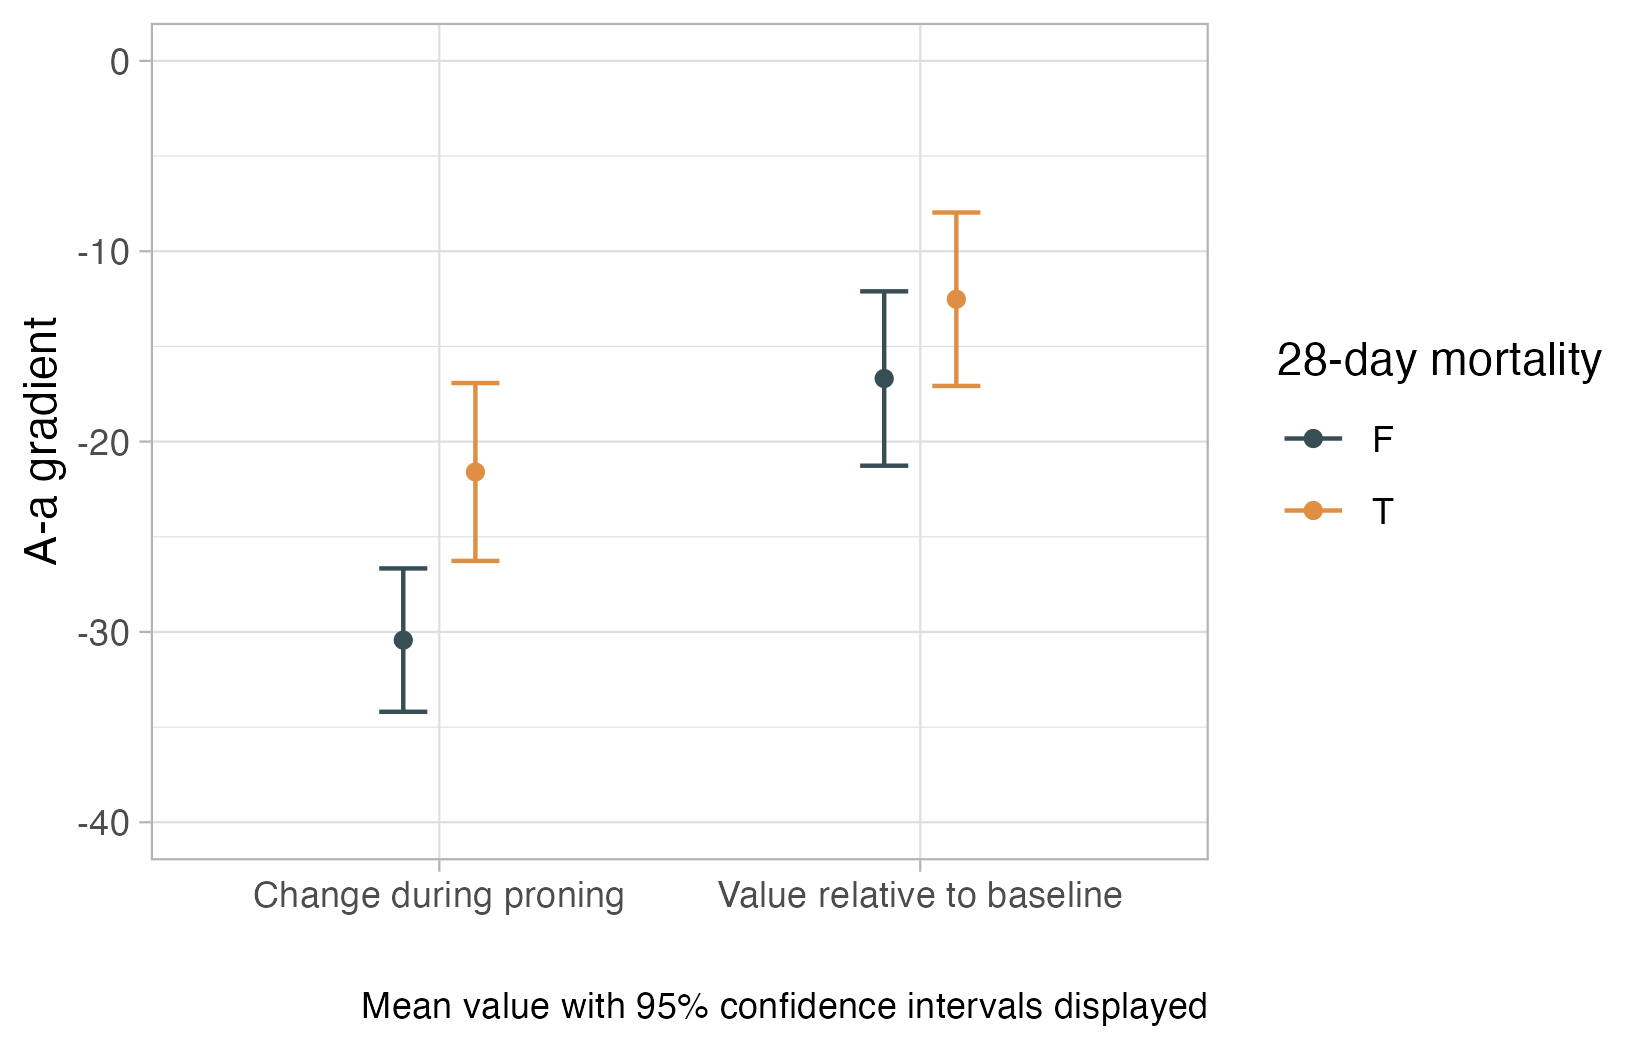 0
-10
-20
-30
-40
A-a gradient
Change during proning
Value relative to baseline
Mean value with 95% confidence intervals displayed
28-day mortality
F
T